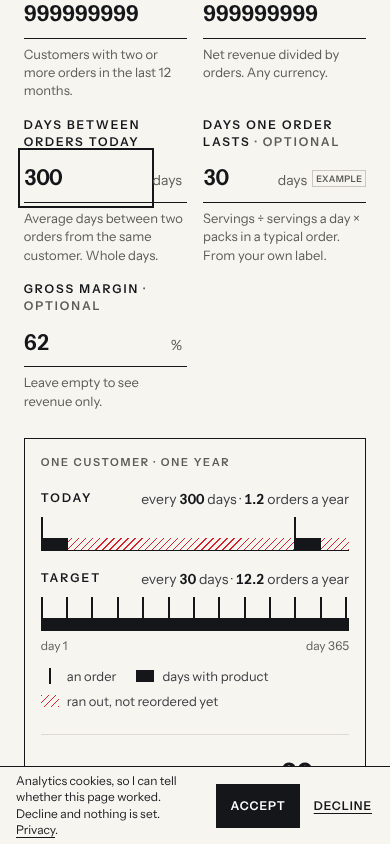 999999999
999999999
Customers with two or
more orders in the last 12
months.
Net revenue divided by
orders. Any currency.
DAYS BETWEEN
ORDERS TODAY
DAYS ONE ORDER
LASTS · OPTIONAL
300 days
30 days EXAMPLE
Average days between two
orders from the same
customer. Whole days.
Servings ÷ servings a day ×
packs in a typical order.
From your own label.
GROSS MARGIN ·
OPTIONAL
62 %
Leave empty to see
revenue only.
ONE CUSTOMER · ONE YEAR
TODAY every 300 days · 1.2 orders a year
TARGET every 30 days · 12.2 orders a year
day 1 day 365
an order days with product
ran out, not reordered yet
Analytics cookies, so I can tell
whether this page worked.
Decline and nothing is set.
Privacy.
ACCEPT DECLINE